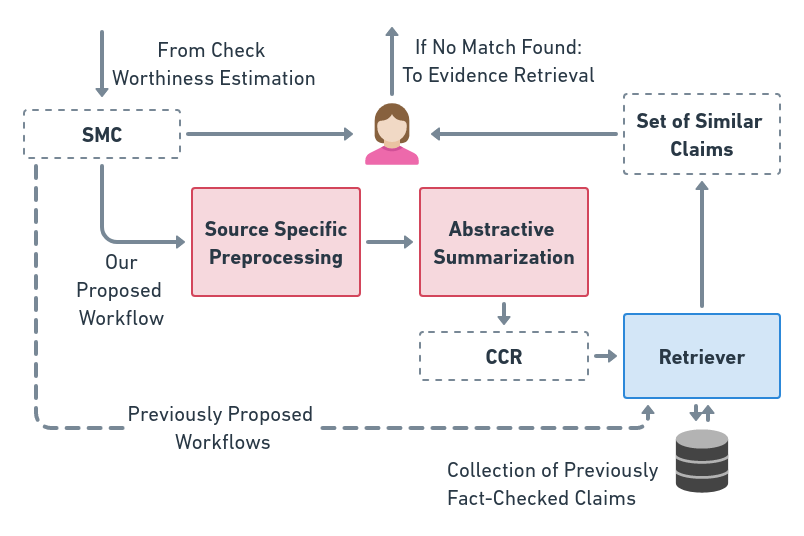 From Check
Worthiness Estimation
If No Match Found:
To Evidence Retrieval
SMC
Set of Similar
Claims
Source Specific
Preprocessing
Abstractive
Summarization
Our
Proposed
Workflow
CCR
Retriever
Previously Proposed
Workflows
Collection of Previously
Fact-Checked Claims